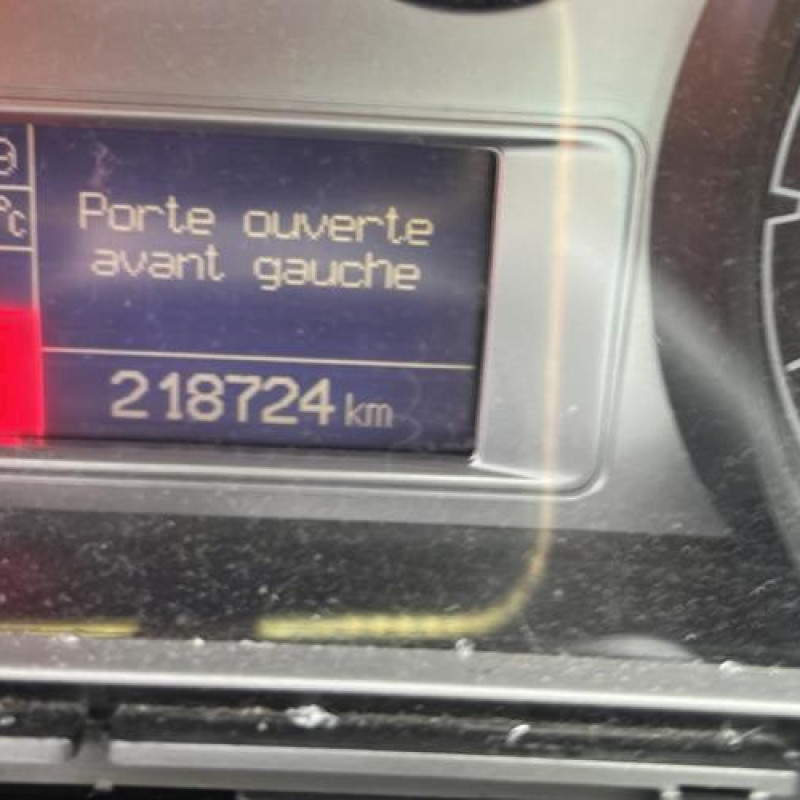 °c
Porte ouverte
avant gauche
218724 km